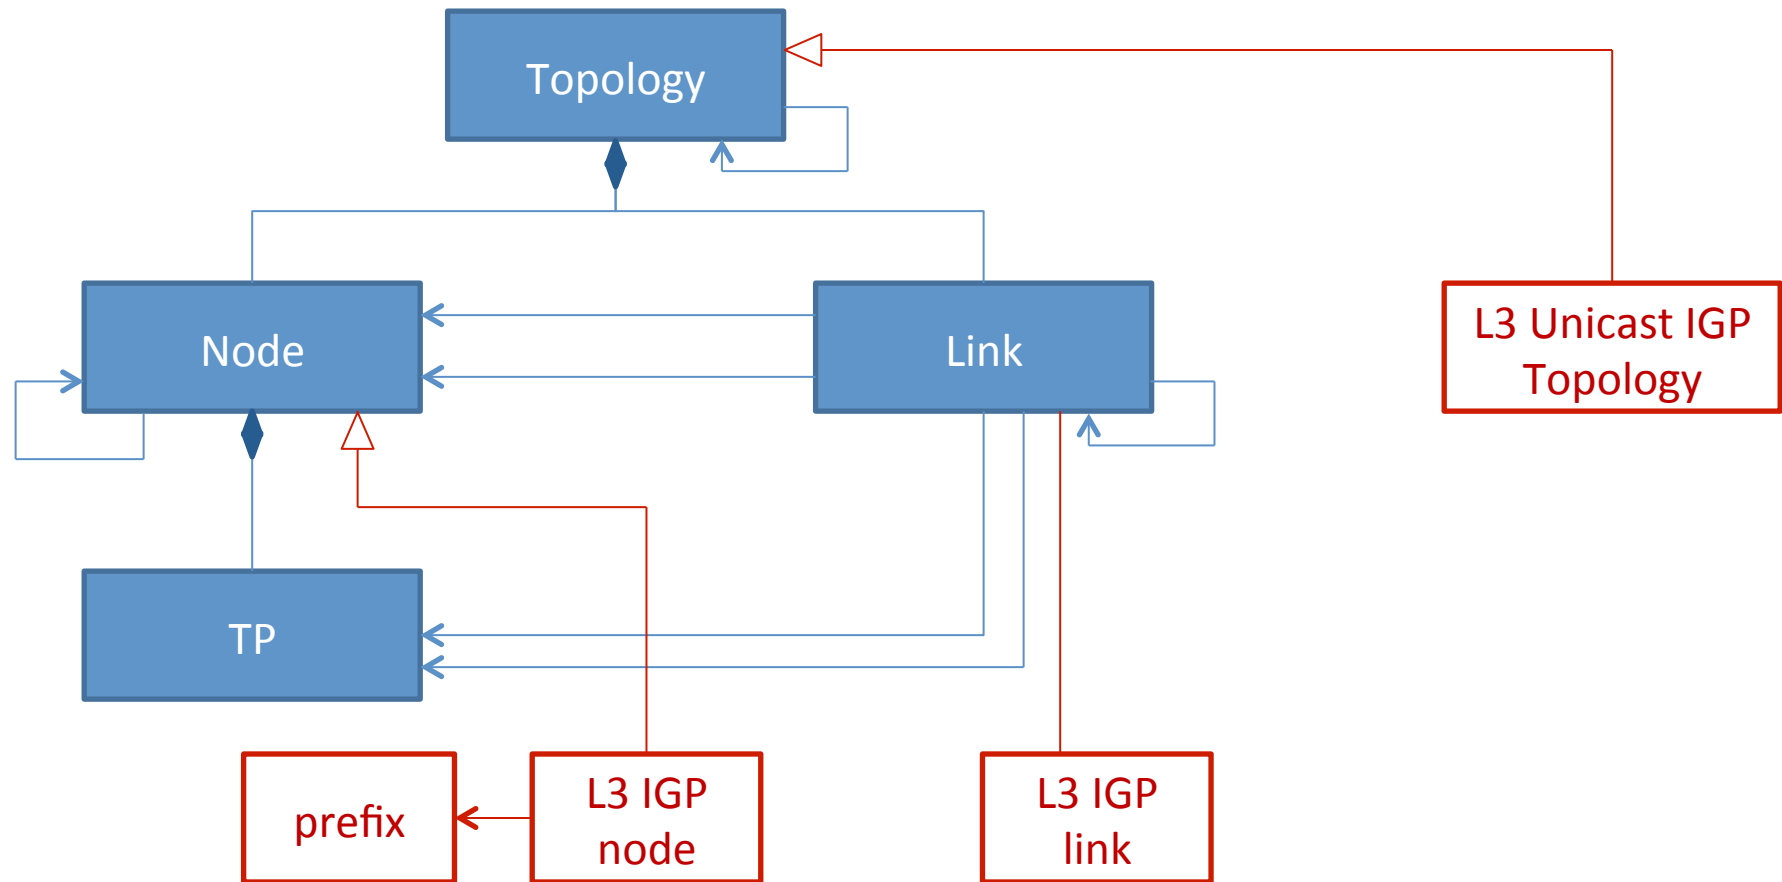 Topology
Node
Link
L3 Unicast IGP
Topology
TP
prefix
L3 IGP
node
L3 IGP
link